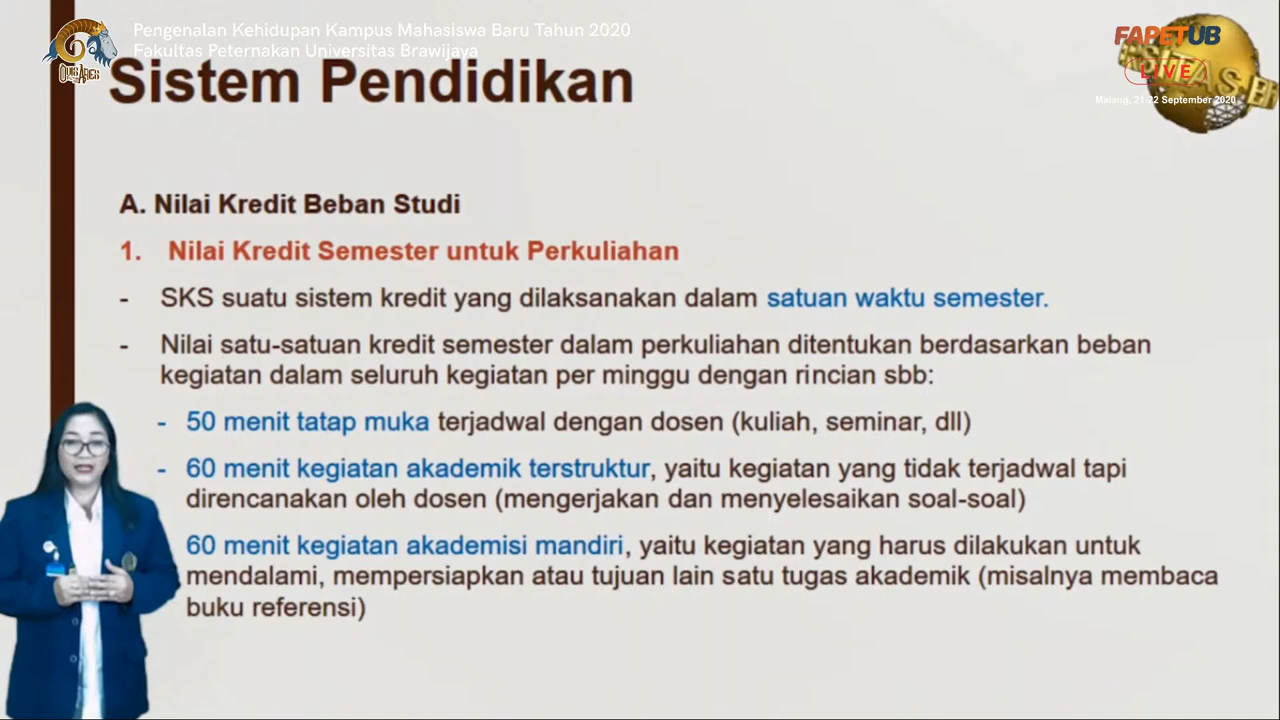 Pengenalan Kehidupan Kampus Mahasiswa Baru Tahun 2020
Fakultas Peternakan Universitas Brawijaya
FAPETUB
LIVE
Malang, 21-22 September 2020
Sistem Pendidikan
A. Nilai Kredit Beban Studi
1. Nilai Kredit Semester untuk Perkuliahan
- SKS suatu sistem kredit yang dilaksanakan dalam satuan waktu semester.
- Nilai satu-satuan kredit semester dalam perkuliahan ditentukan berdasarkan beban
kegiatan dalam seluruh kegiatan per minggu dengan rincian sbb:
- 50 menit tatap muka terjadwal dengan dosen (kuliah, seminar, dll)
- 60 menit kegiatan akademik terstruktur, yaitu kegiatan yang tidak terjadwal tapi
direncanakan oleh dosen (mengerjakan dan menyelesaikan soal-soal)
60 menit kegiatan akademisi mandiri, yaitu kegiatan yang harus dilakukan untuk
mendalami, mempersiapkan atau tujuan lain satu tugas akademik (misalnya membaca
buku referensi)